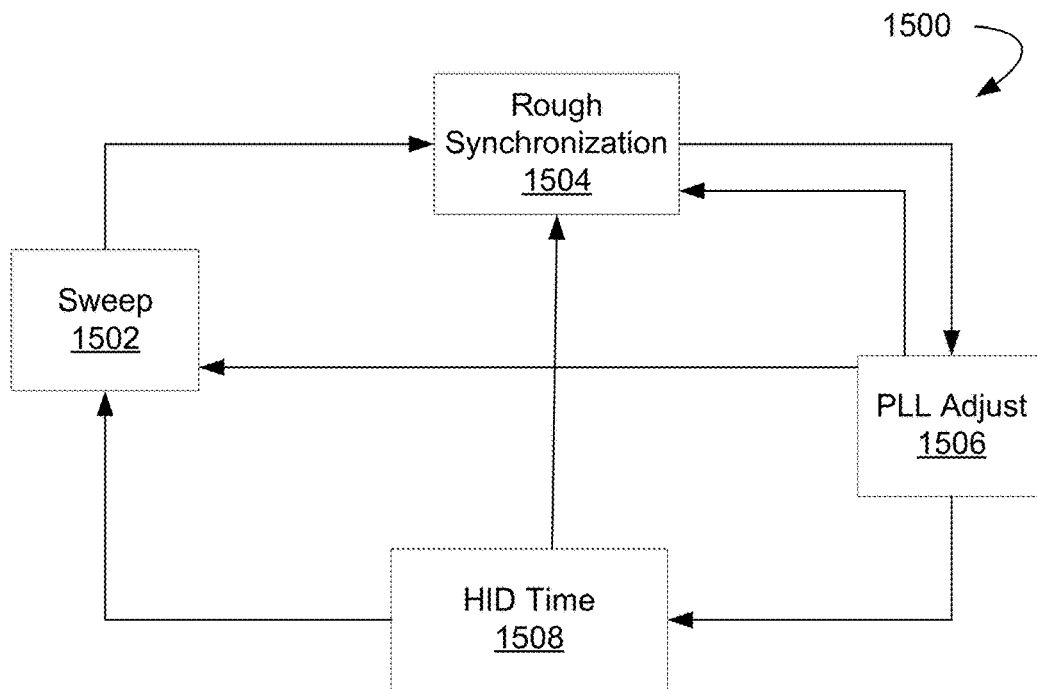 1500
Rough
Synchronization
1504
Sweep
1502
PLL Adjust
1506
HID Time
1508